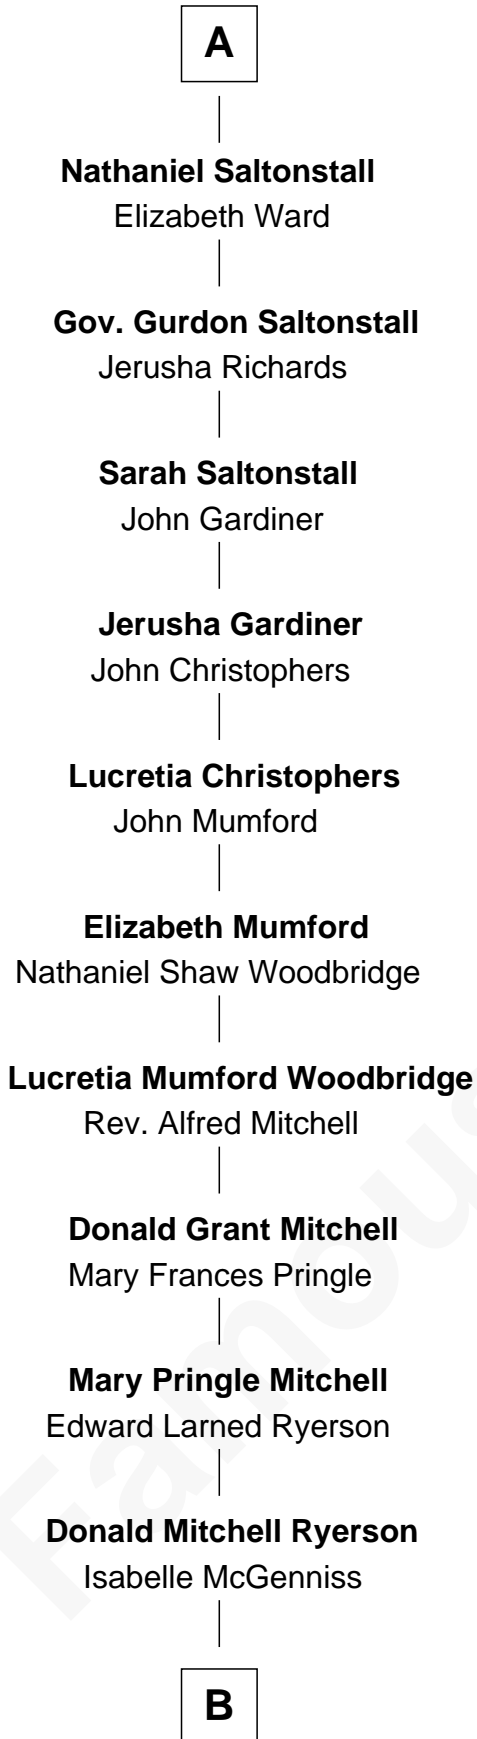 A
Nathaniel Saltonstall
Elizabeth Ward
Gov. Gurdon Saltonstall
Jerusha Richards
Sarah Saltonstall
John Gardiner
Jerusha Gardiner
John Christophers
Lucretia Christophers
John Mumford
Elizabeth Mumford
Nathaniel Shaw Woodbridge
Lucretia Mumford Woodbridge
Rev. Alfred Mitchell
Donald Grant Mitchell
Mary Frances Pringle
Mary Pringle Mitchell
Edward Larned Ryerson
Donald Mitchell Ryerson
Isabelle McGenniss
B
Famous